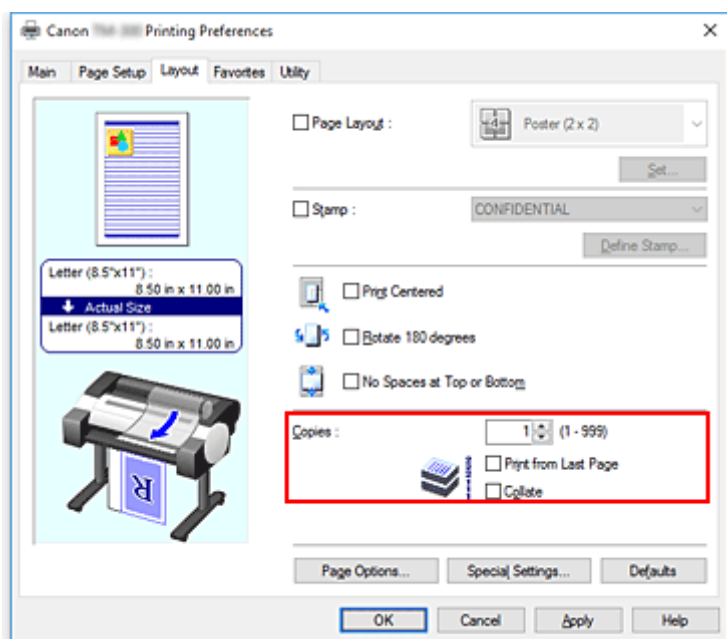 Canon Printing Preferences
Main Page Setup Layout Favorites Utility
Page Layout : Poster (2 x 2)
Set...
Stamp : CONFIDENTIAL
Define Stamp...
Letter (8.5"x11") :
8.50 in x 11.00 in
Actual Size
Letter (8.5"x11") :
8.50 in x 11.00 in
Print Centered
Rotate 180 degrees
No Spaces at Top or Bottom
Copies : 1 (1 - 999)
Print from Last Page
Collate
R
Page Options... Special Settings... Defaults
OK Cancel Apply Help